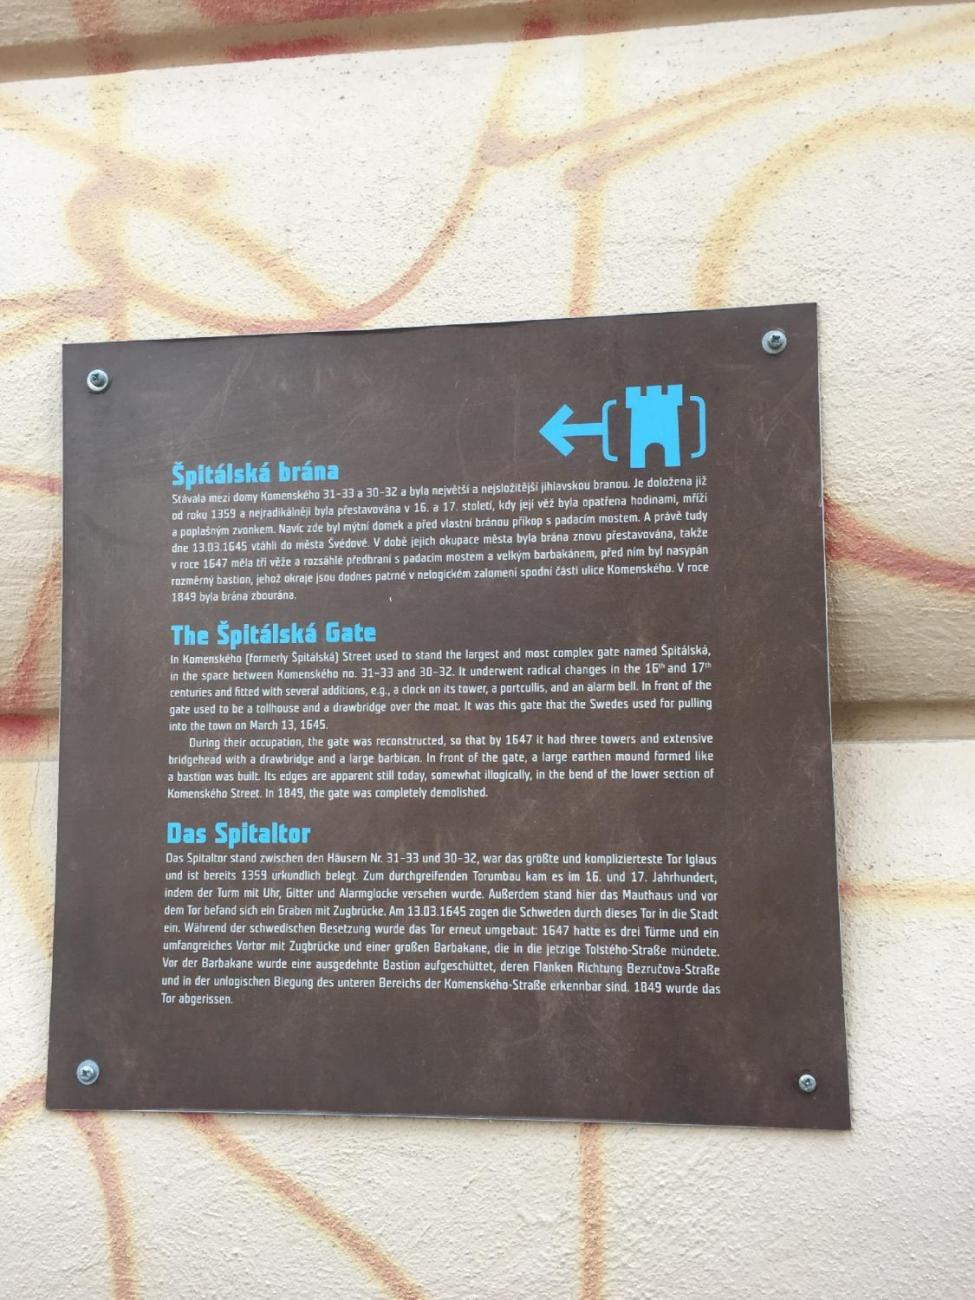 Špitálská brána
Stávala mezi domy Komenského 31-33 a 30-32 a byla největší a nejsložitější jihlavskou branou. Je doložena již
od roku 1359 a nejradikálněji byla přestavována v 16. a 17. století, kdy její věž byla opatřena hodinami, mříží
a poplašným zvonkem. Navíc zde byl mýtní domek a před vlastní bránou příkop s padacím mostem. A právě tudy
dne 13.03.1645 vtáhli do města Švédové. V době jejich okupace města byla brána znovu přestavována, takže
v roce 1647 měla tři věže a rozsáhlé předbraní s padacím mostem a velkým barbakánem, před ním byl nasypán
rozměrný bastion, jehož okraje jsou dodnes patrné v nelogickém zalomení spodní části ulice Komenského. V roce
1849 byla brána zbourána.
The Špitálská Gate
In Komenského (formerly Špitálská) Street used to stand the largest and most complex gate named Špitálská,
in the space between Komenského no. 31-33 and 30-32. It underwent radical changes in the 16th and 17th
centuries and fitted with several additions, e.g., a clock on its tower, a portcullis, and an alarm bell. In front of the
gate used to be a tollhouse and a drawbridge over the moat. It was this gate that the Swedes used for pulling
into the town on March 13, 1645.
During their occupation, the gate was reconstructed, so that by 1647 it had three towers and extensive
bridgehead with a drawbridge and a large barbican. In front of the gate, a large earthen mound formed like
a bastion was built. Its edges are apparent still today, somewhat illogically, in the bend of the lower section of
Komenského Street. In 1849, the gate was completely demolished.
Das Spitaltor
Das Spitaltor stand zwischen den Häusern Nr. 31-33 und 30-32, war das größte und komplizierteste Tor Iglaus
und ist bereits 1359 urkundlich belegt. Zum durchgreifenden Torumbau kam es im 16. und 17. Jahrhundert,
indem der Turm mit Uhr, Gitter und Alarmglocke versehen wurde. Außerdem stand hier das Mauthaus und vor
dem Tor befand sich ein Graben mit Zugbrücke. Am 13.03.1645 zogen die Schweden durch dieses Tor in die Stadt
ein. Während der schwedischen Besetzung wurde das Tor erneut umgebaut: 1647 hatte es drei Türme und ein
umfangreiches Vortor mit Zugbrücke und einer großen Barbakane, die in die jetzige Tolstého-Straße mündete.
Vor der Barbakane wurde eine ausgedehnte Bastion aufgeschüttet, deren Flanken Richtung Bezručova-Straße
und in der unlogischen Biegung des unteren Bereichs der Komenského-Straße erkennbar sind. 1849 wurde das
Tor abgerissen.